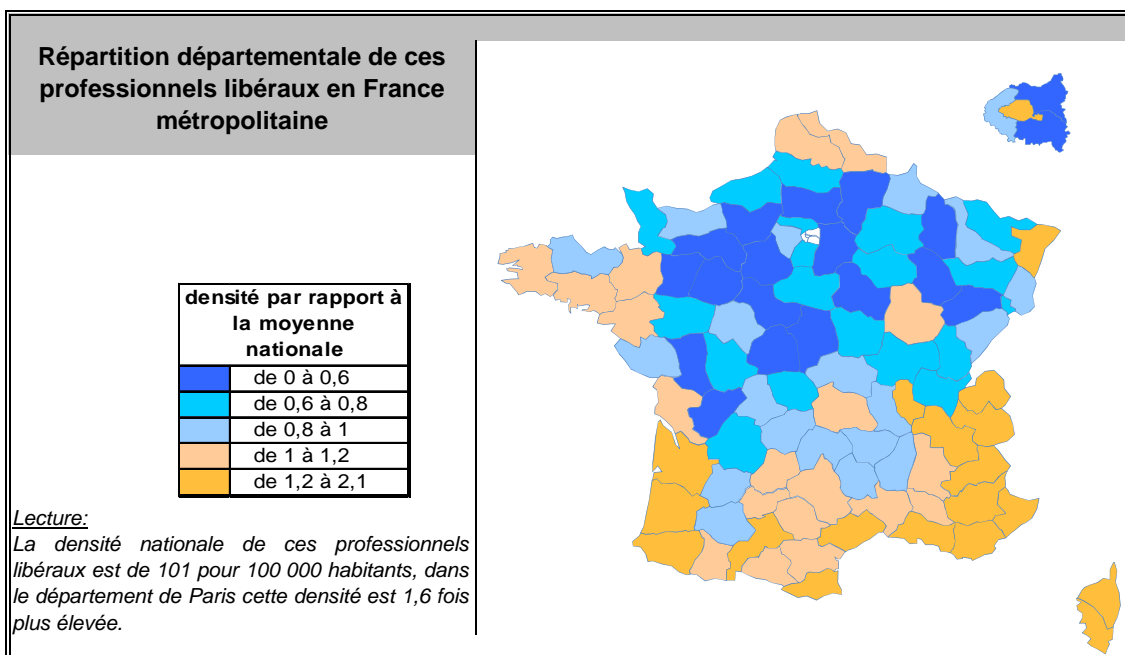 Répartition départementale de ces
professionnels libéraux en France
métropolitaine
densité par rapport à
la moyenne
nationale
de 0 à 0,6
de 0,6 à 0,8
de 0,8 à 1
de 1 à 1,2
de 1,2 à 2,1
Lecture:
La densité nationale de ces professionnels
libéraux est de 101 pour 100 000 habitants, dans
le département de Paris cette densité est 1,6 fois
plus élevée.